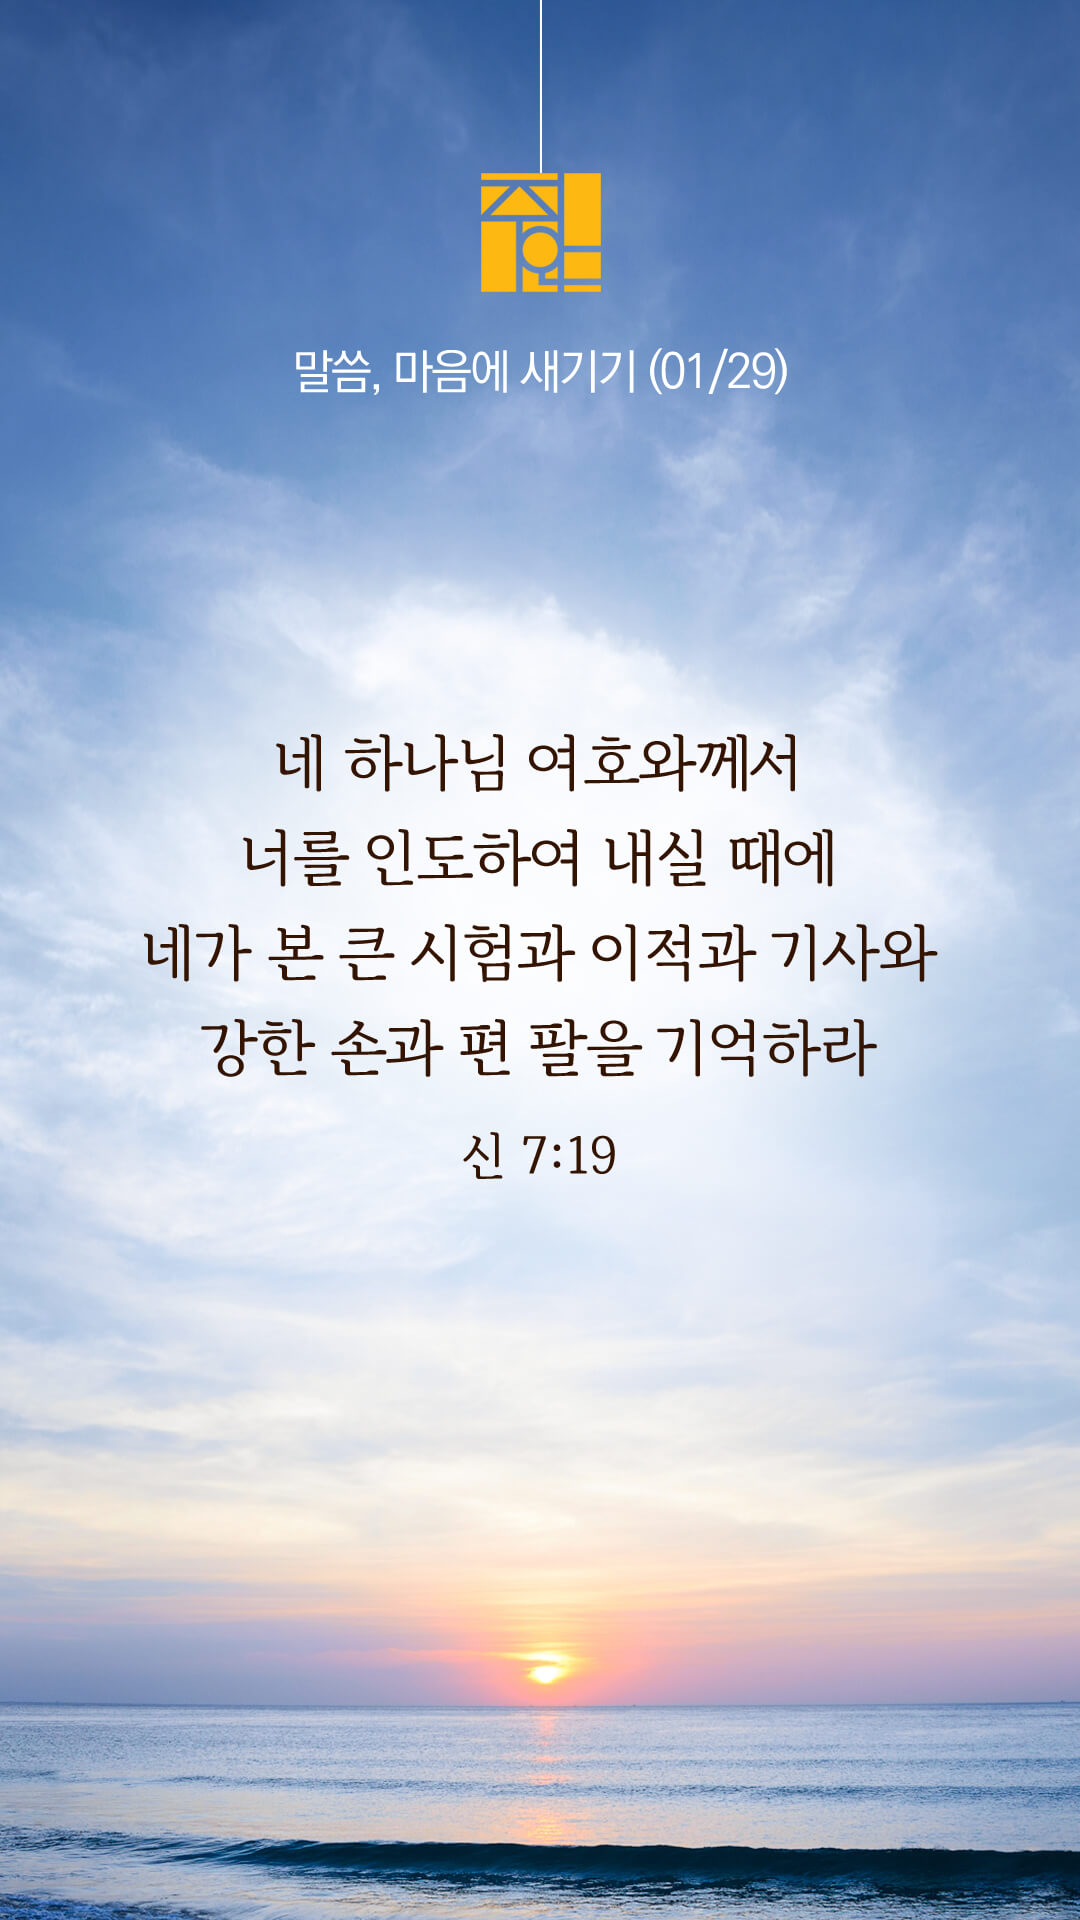 말씀, 마음에 새기기 (01/29)
네 하나님 여호와께서
너를 인도하여 내실 때에
네가 본 큰 시험과 이적과 기사와
강한 손과 편 팔을 기억하라
신 7:19